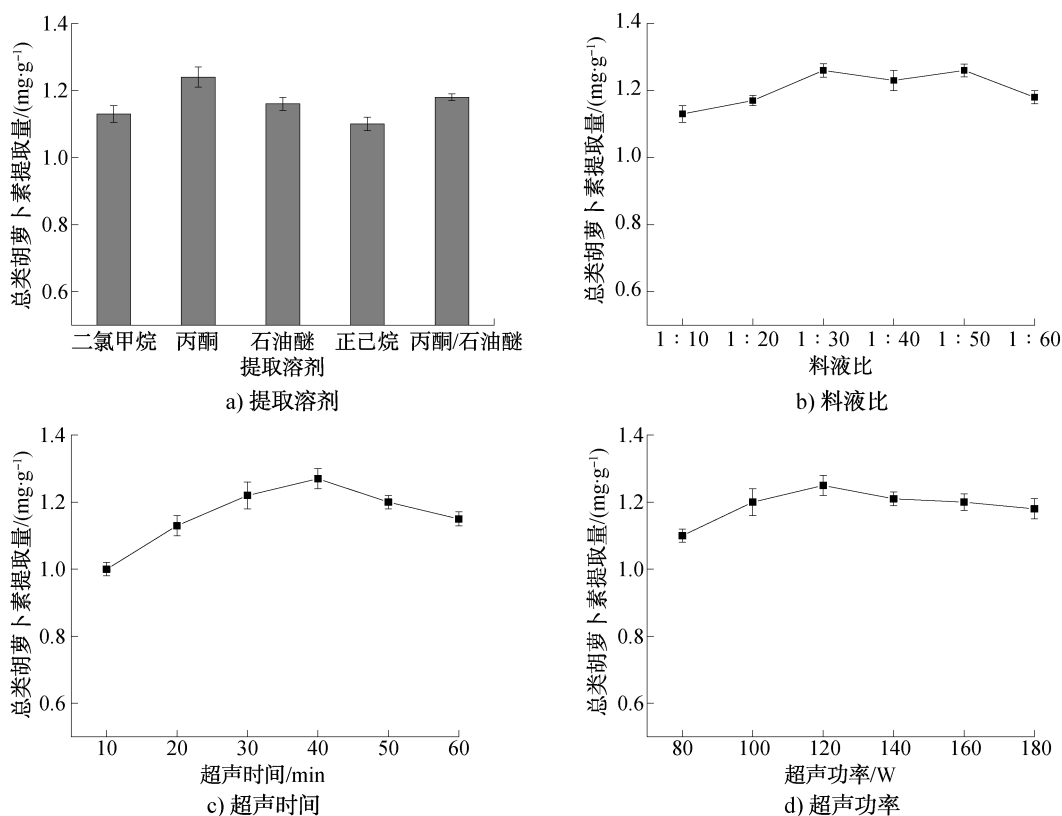 总类胡萝卜素提取量/(mg·g⁻¹)
1.4
1.2
1.0
0.8
0.6
二氯甲烷 丙酮 石油醚 正己烷 丙酮/石油醚
提取溶剂
a) 提取溶剂
总类胡萝卜素提取量/(mg·g⁻¹)
1.4
1.2
1.0
0.8
0.6
1∶10 1∶20 1∶30 1∶40 1∶50 1∶60
料液比
b) 料液比
总类胡萝卜素提取量/(mg·g⁻¹)
1.4
1.2
1.0
0.8
0.6
10 20 30 40 50 60
超声时间/min
c) 超声时间
总类胡萝卜素提取量/(mg·g⁻¹)
1.4
1.2
1.0
0.8
0.6
80 100 120 140 160 180
超声功率/W
d) 超声功率